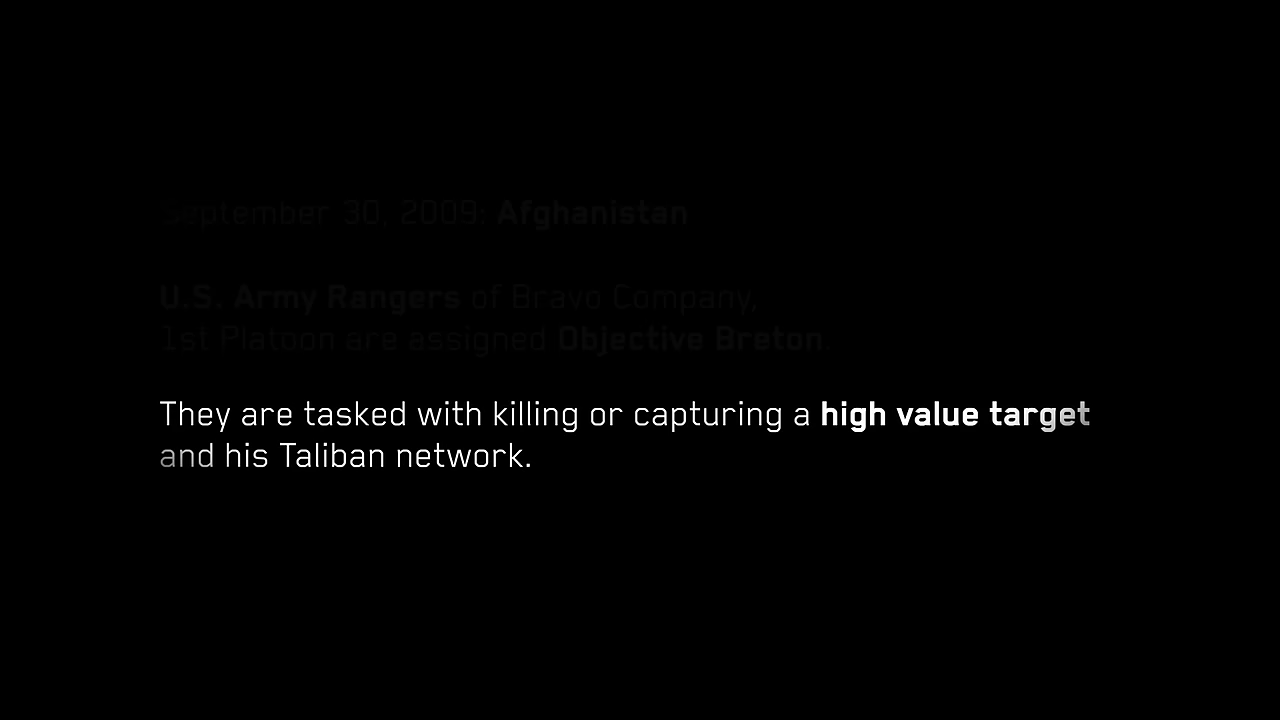 September 30, 2009: Afghanistan
U.S. Army Rangers of Bravo Company,
1st Platoon are assigned Objective Breton.
They are tasked with killing or capturing a high value target
and his Taliban network.